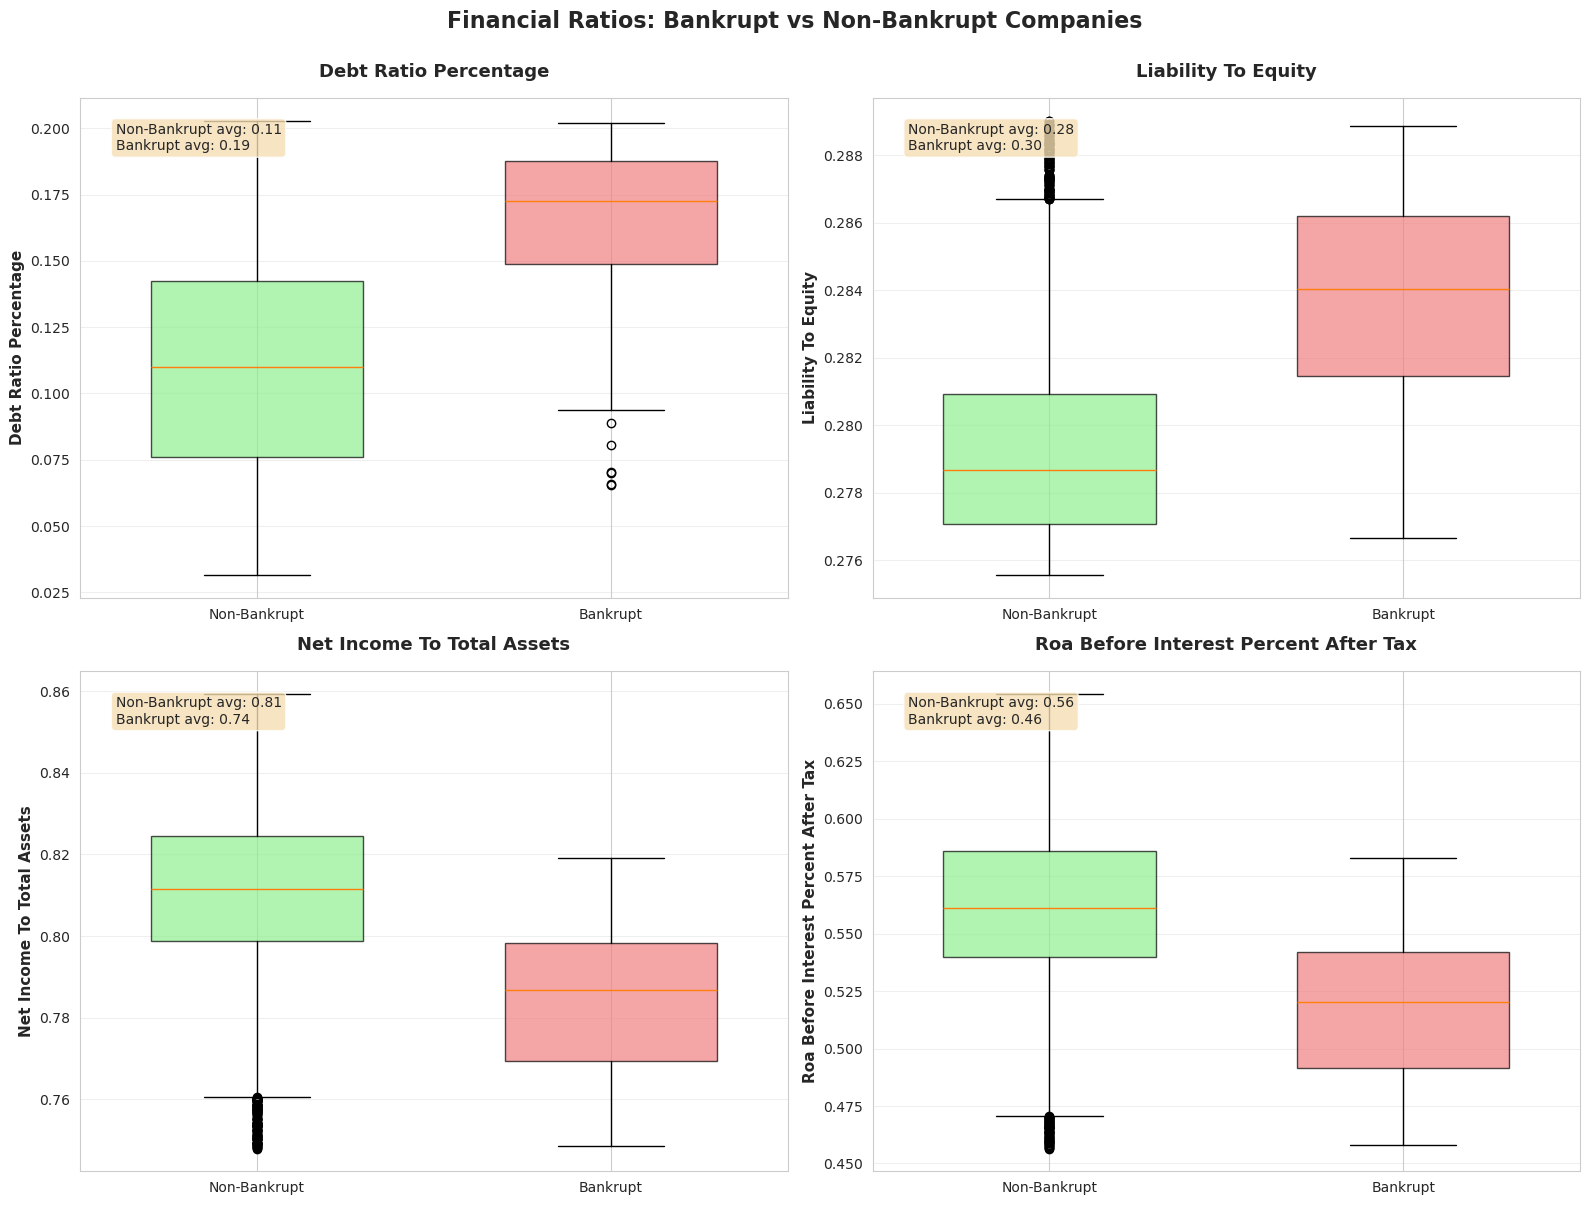 Financial Ratios: Bankrupt vs Non-Bankrupt Companies
Debt Ratio Percentage
Non-Bankrupt avg: 0.11
Bankrupt avg: 0.19
Debt Ratio Percentage
0.200
0.175
0.150
0.125
0.100
0.075
0.050
0.025
Non-Bankrupt
Bankrupt
Liability To Equity
Non-Bankrupt avg: 0.28
Bankrupt avg: 0.30
Liability To Equity
0.288
0.286
0.284
0.282
0.280
0.278
0.276
Non-Bankrupt
Bankrupt
Net Income To Total Assets
Non-Bankrupt avg: 0.81
Bankrupt avg: 0.74
Net Income To Total Assets
0.86
0.84
0.82
0.80
0.78
0.76
Non-Bankrupt
Bankrupt
Roa Before Interest Percent After Tax
Non-Bankrupt avg: 0.56
Bankrupt avg: 0.46
Roa Before Interest Percent After Tax
0.650
0.625
0.600
0.575
0.550
0.525
0.500
0.475
0.450
Non-Bankrupt
Bankrupt